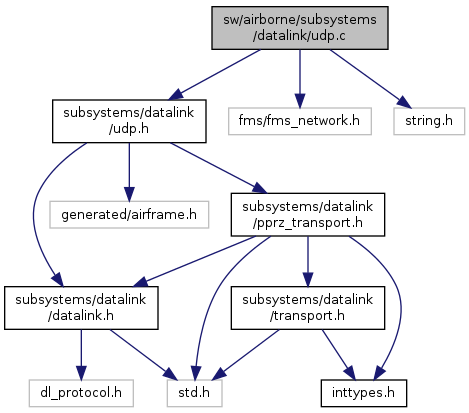 sw/airborne/subsystems
/datalink/udp.c
subsystems/datalink
/udp.h
fms/fms_network.h
string.h
generated/airframe.h
subsystems/datalink
/pprz_transport.h
subsystems/datalink
/datalink.h
subsystems/datalink
/transport.h
dl_protocol.h
std.h
inttypes.h